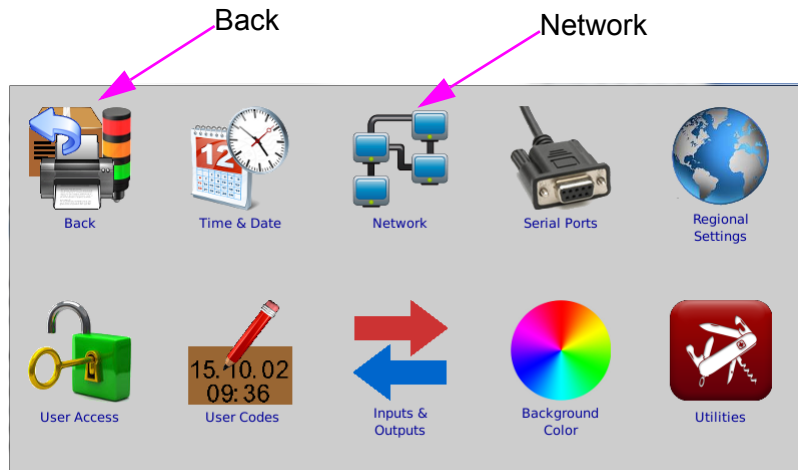 Back
Network
12
Back
Time & Date
Network
Serial Ports
Regional
Settings
15.10.02
09:36
User Access
User Codes
Inputs &
Outputs
Background
Color
Utilities